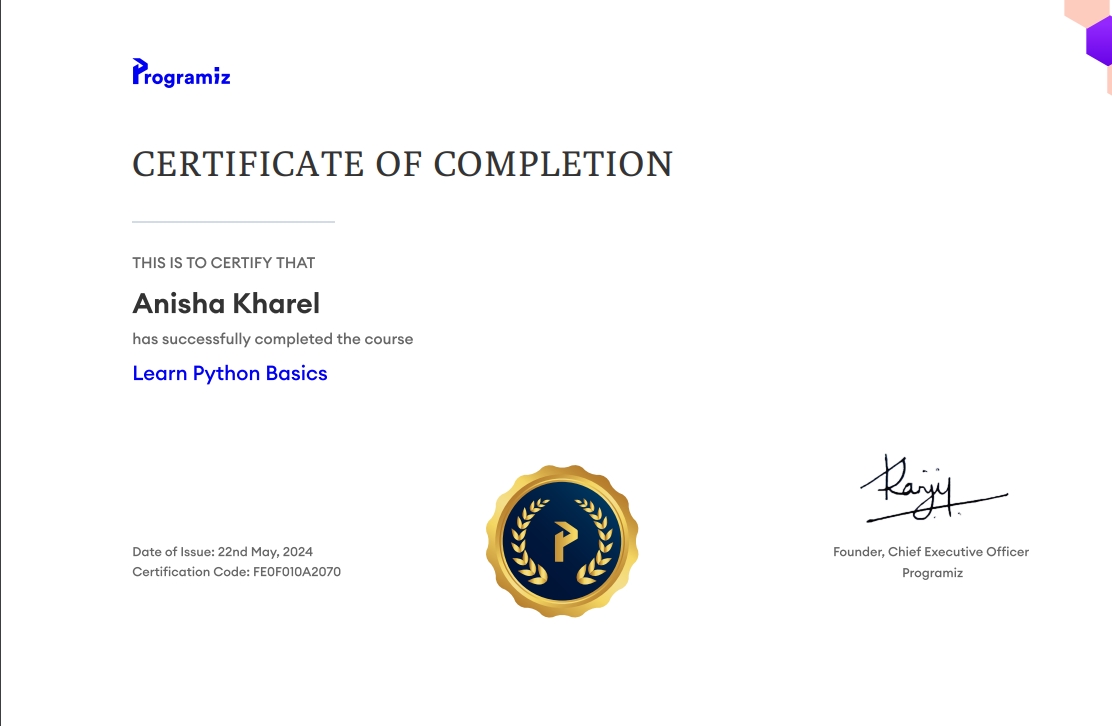 Programiz
CERTIFICATE OF COMPLETION
THIS IS TO CERTIFY THAT
Anisha Kharel
has successfully completed the course
Learn Python Basics
Date of Issue: 22nd May, 2024
Certification Code: FE0F010A2070
Founder, Chief Executive Officer
Programiz